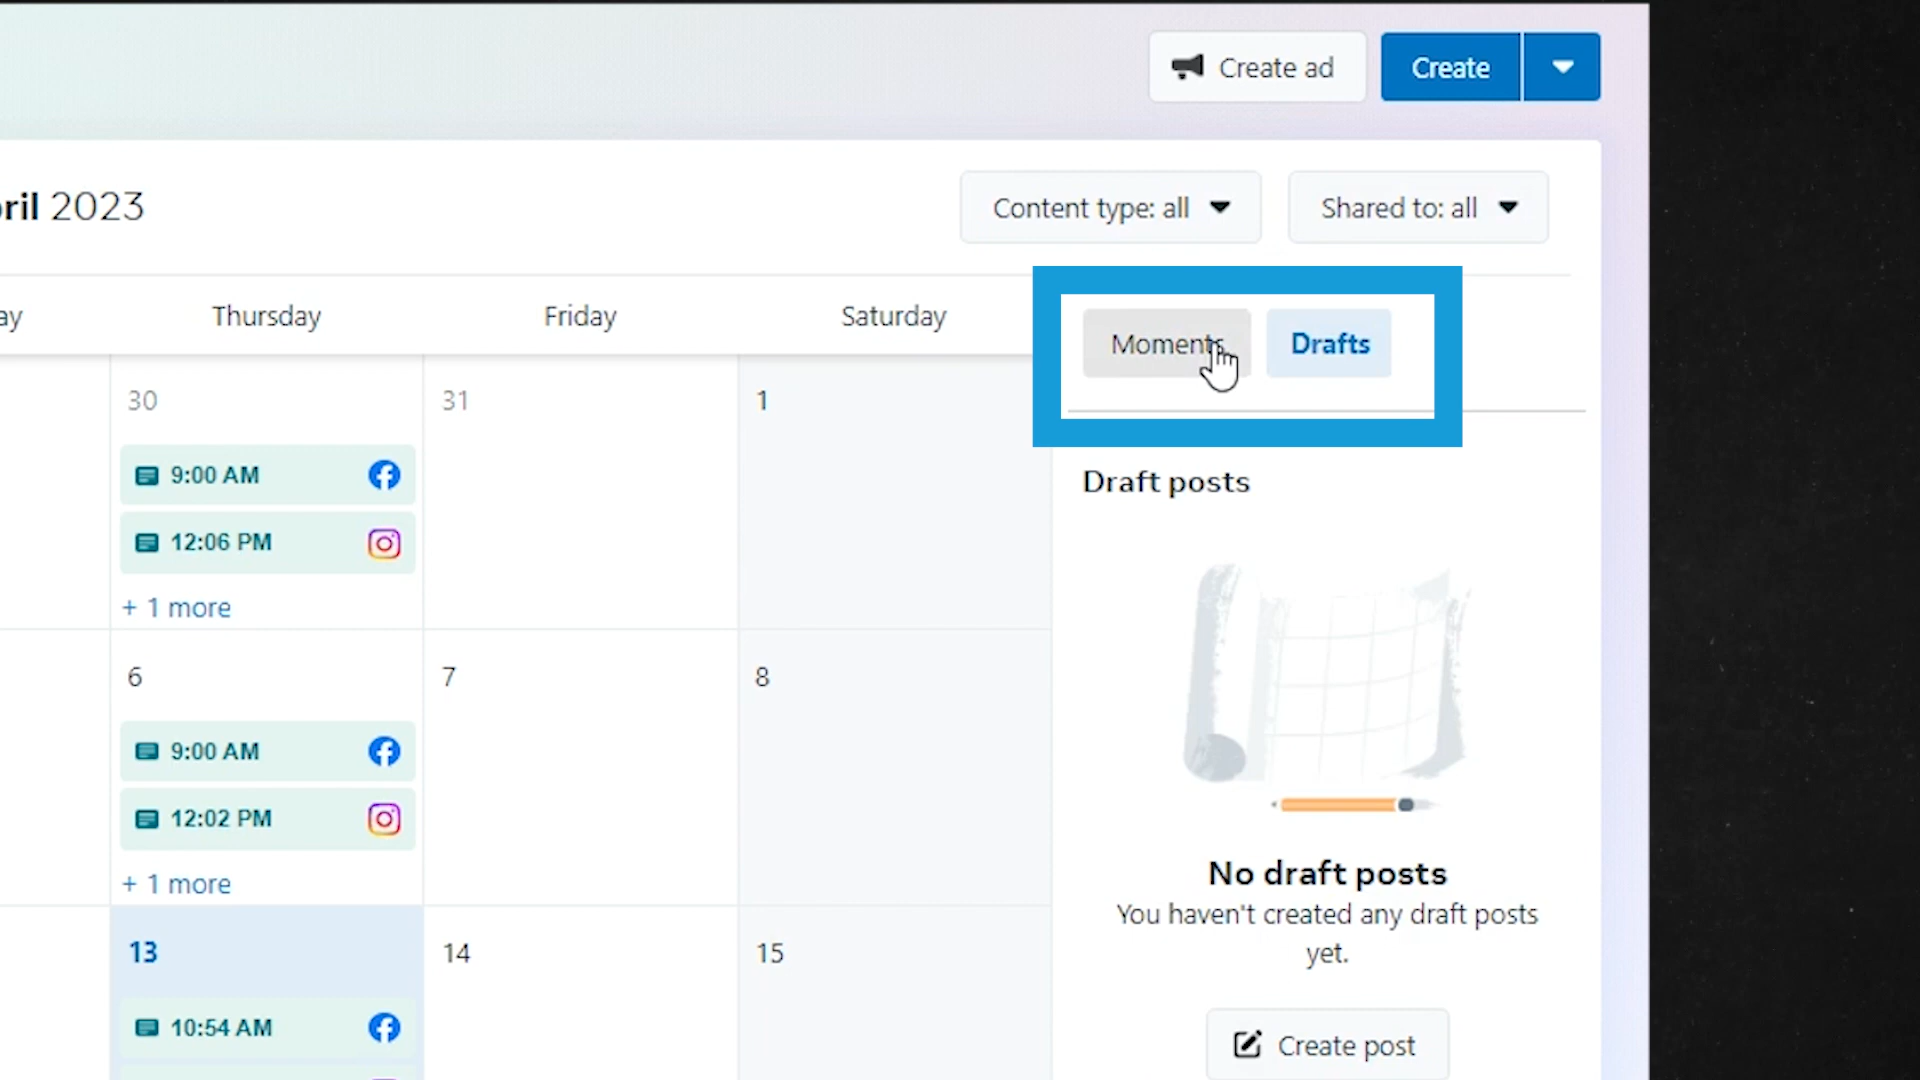 Create ad
Create
ril 2023
Content type: all
Shared to: all
ay
Thursday
Friday
Saturday
Moments
Drafts
30
31
1
9:00 AM
12:06 PM
+ 1 more
Draft posts
6
7
8
9:00 AM
12:02 PM
+ 1 more
No draft posts
You haven't created any draft posts
yet.
13
14
15
10:54 AM
Create post